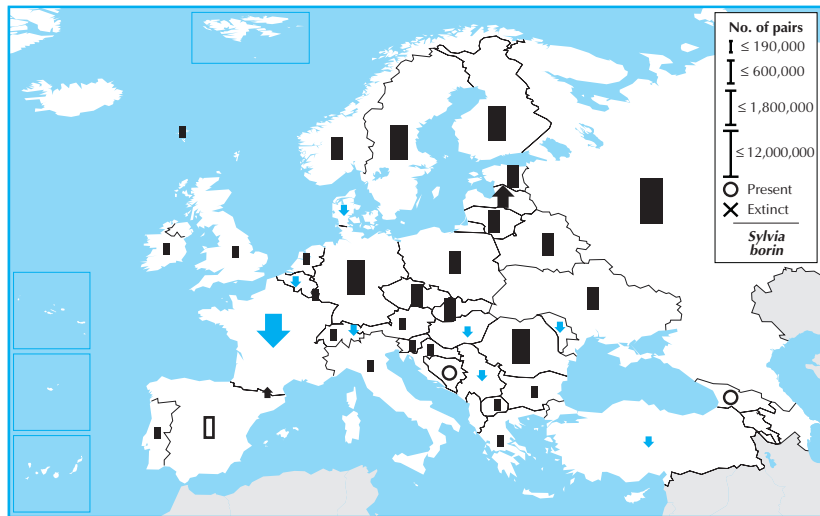 No. of pairs
≤ 190,000
≤ 600,000
≤ 1,800,000
≤ 12,000,000
Present
Extinct
Sylvia
borin